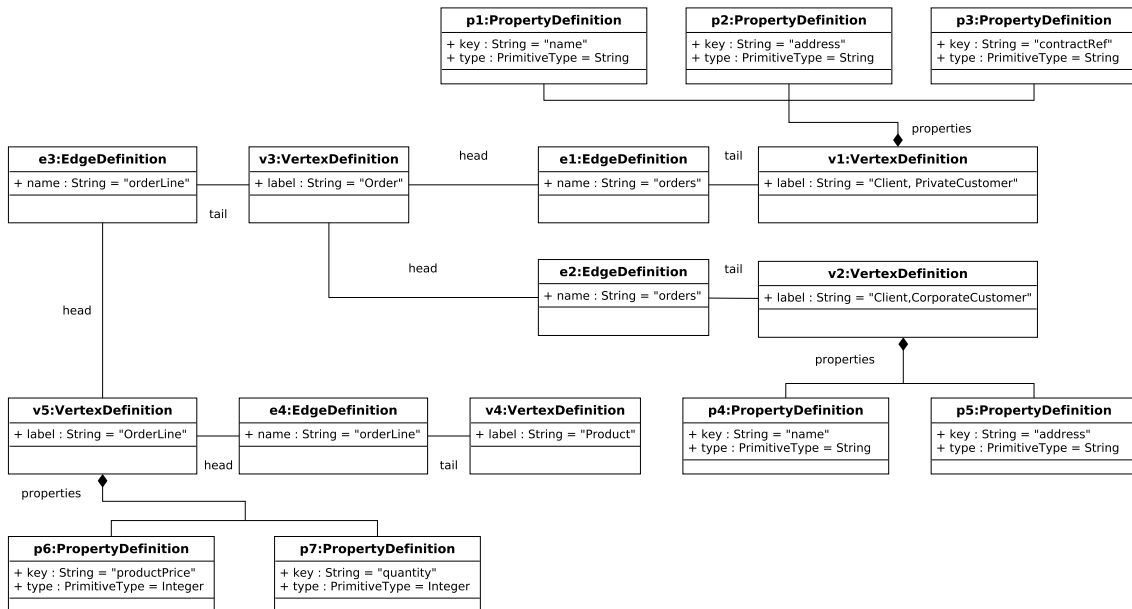 p1:PropertyDefinition
+ key : String = "name"
+ type : PrimitiveType = String
p2:PropertyDefinition
+ key : String = "address"
+ type : PrimitiveType = String
p3:PropertyDefinition
+ key : String = "contractRef"
+ type : PrimitiveType = String
properties
e3:EdgeDefinition
+ name : String = "orderLine"
tail
v3:VertexDefinition
+ label : String = "Order"
head
e1:EdgeDefinition
+ name : String = "orders"
tail
v1:VertexDefinition
+ label : String = "Client, PrivateCustomer"
head
e2:EdgeDefinition
+ name : String = "orders"
tail
v2:VertexDefinition
+ label : String = "Client,CorporateCustomer"
head
properties
v5:VertexDefinition
+ label : String = "OrderLine"
head
e4:EdgeDefinition
+ name : String = "orderLine"
tail
v4:VertexDefinition
+ label : String = "Product"
p4:PropertyDefinition
+ key : String = "name"
+ type : PrimitiveType = String
p5:PropertyDefinition
+ key : String = "address"
+ type : PrimitiveType = String
properties
p6:PropertyDefinition
+ key : String = "productPrice"
+ type : PrimitiveType = Integer
p7:PropertyDefinition
+ key : String = "quantity"
+ type : PrimitiveType = Integer